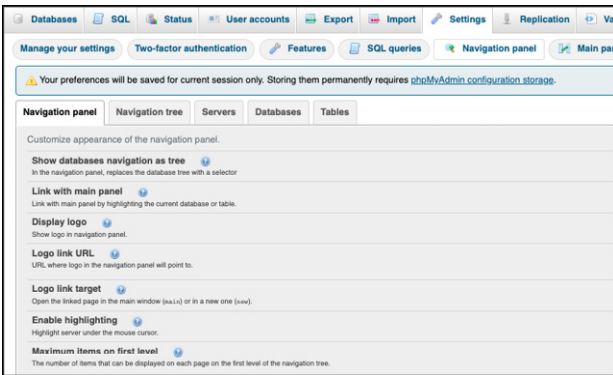 Databases SQL Status User accounts Export Import Settings Replication Va
Manage your settings Two-factor authentication Features SQL queries Navigation panel Main pa
Your preferences will be saved for current session only. Storing them permanently requires phpMyAdmin configuration storage.
Navigation panel Navigation tree Servers Databases Tables
Customize appearance of the navigation panel.
Show databases navigation as tree
In the navigation panel, replaces the database tree with a selector
Link with main panel
Link with main panel by highlighting the current database or table.
Display logo
Show logo in navigation panel.
Logo link URL
URL where logo in the navigation panel will point to.
Logo link target
Open the linked page in the main window (main) or in a new one (new).
Enable highlighting
Highlight server under the mouse cursor.
Maximum items on first level
The number of items that can be displayed on each page on the first level of the navigation tree.